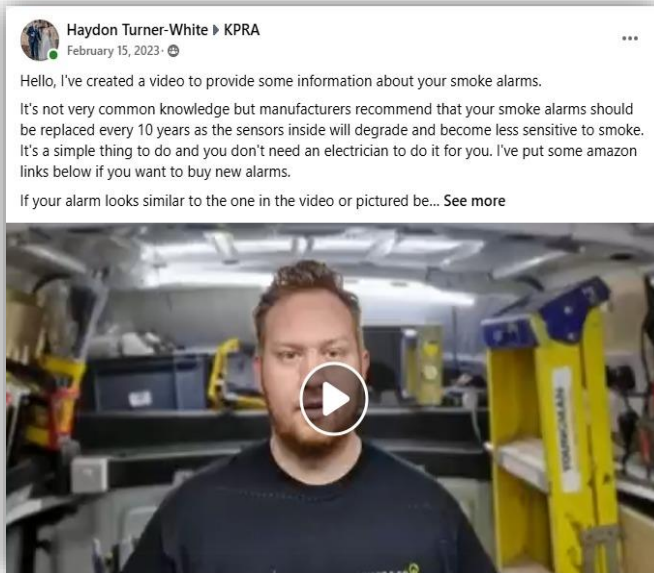 Haydon Turner-White ▸ KPRA
February 15, 2023 ·
Hello, I've created a video to provide some information about your smoke alarms.
It's not very common knowledge but manufacturers recommend that your smoke alarms should
be replaced every 10 years as the sensors inside will degrade and become less sensitive to smoke.
It's a simple thing to do and you don't need an electrician to do it for you. I've put some amazon
links below if you want to buy new alarms.
If your alarm looks similar to the one in the video or pictured be... See more
YOUNGMAN